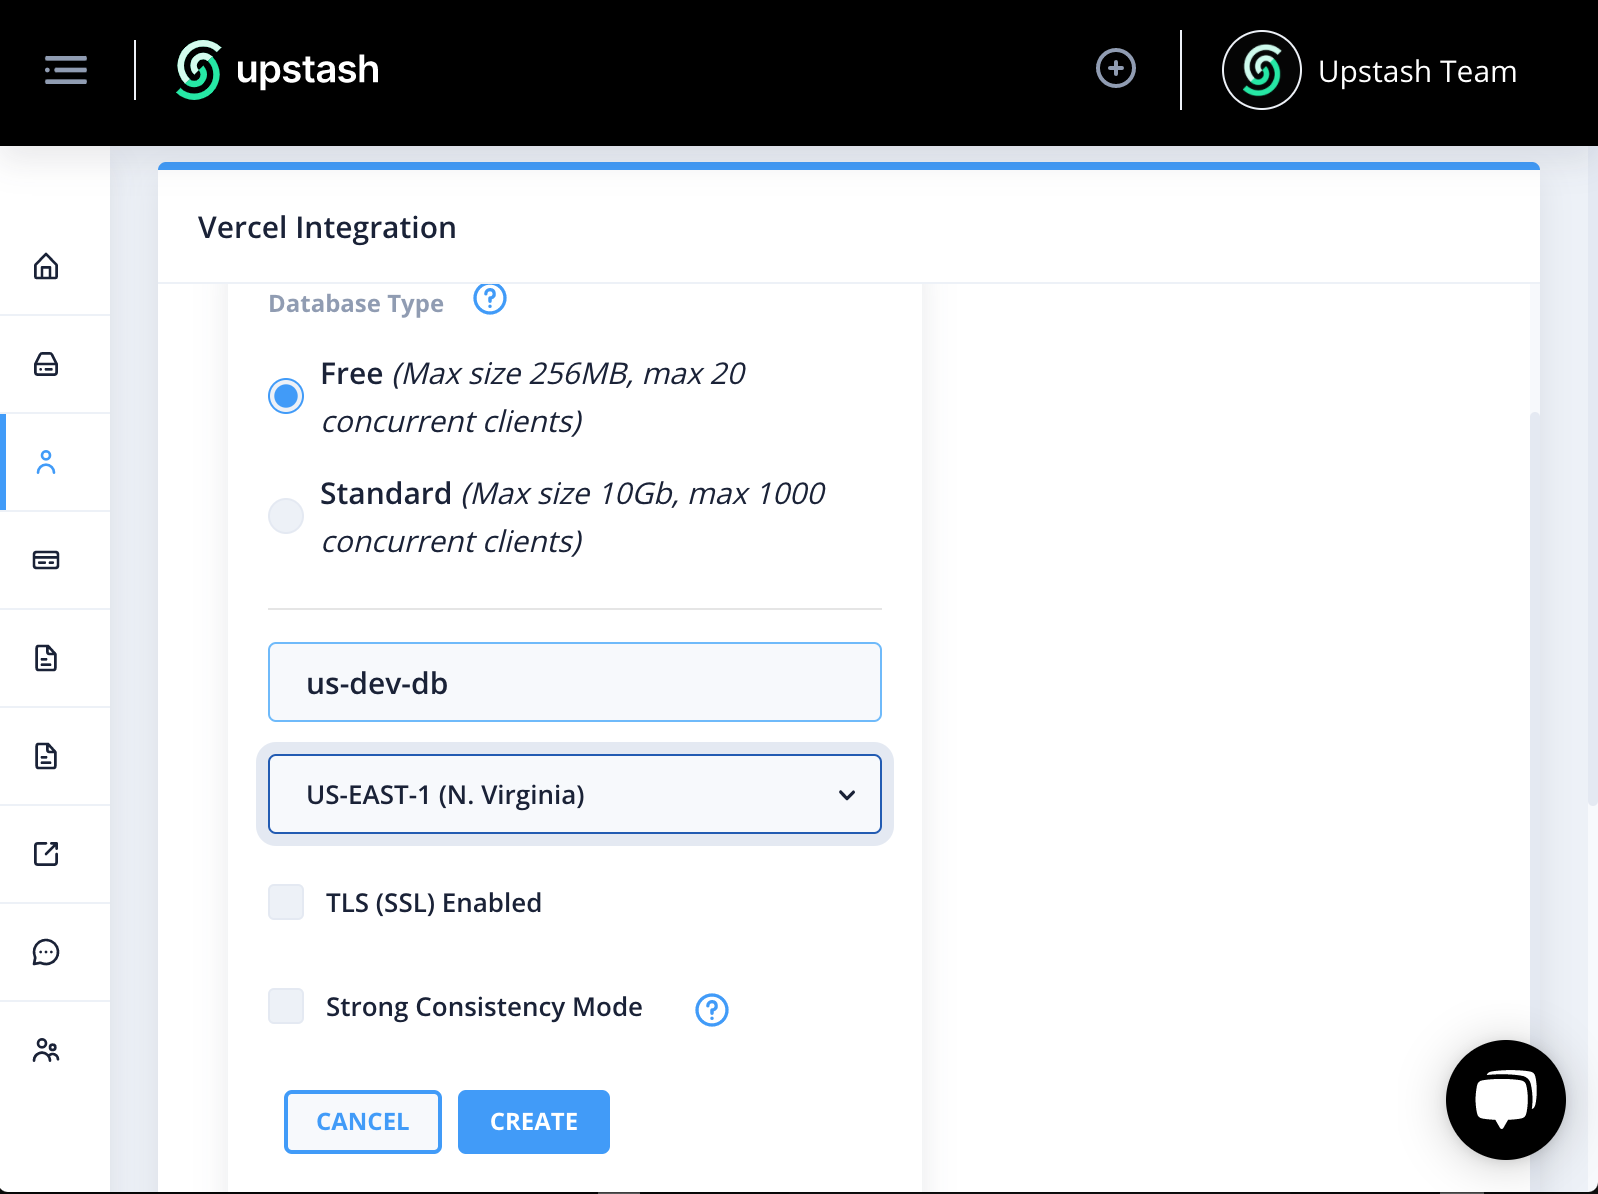 upstash
Upstash Team
Vercel Integration
Database Type
Free (Max size 256MB, max 20
concurrent clients)
Standard (Max size 10Gb, max 1000
concurrent clients)
us-dev-db
US-EAST-1 (N. Virginia)
TLS (SSL) Enabled
Strong Consistency Mode
CANCEL CREATE